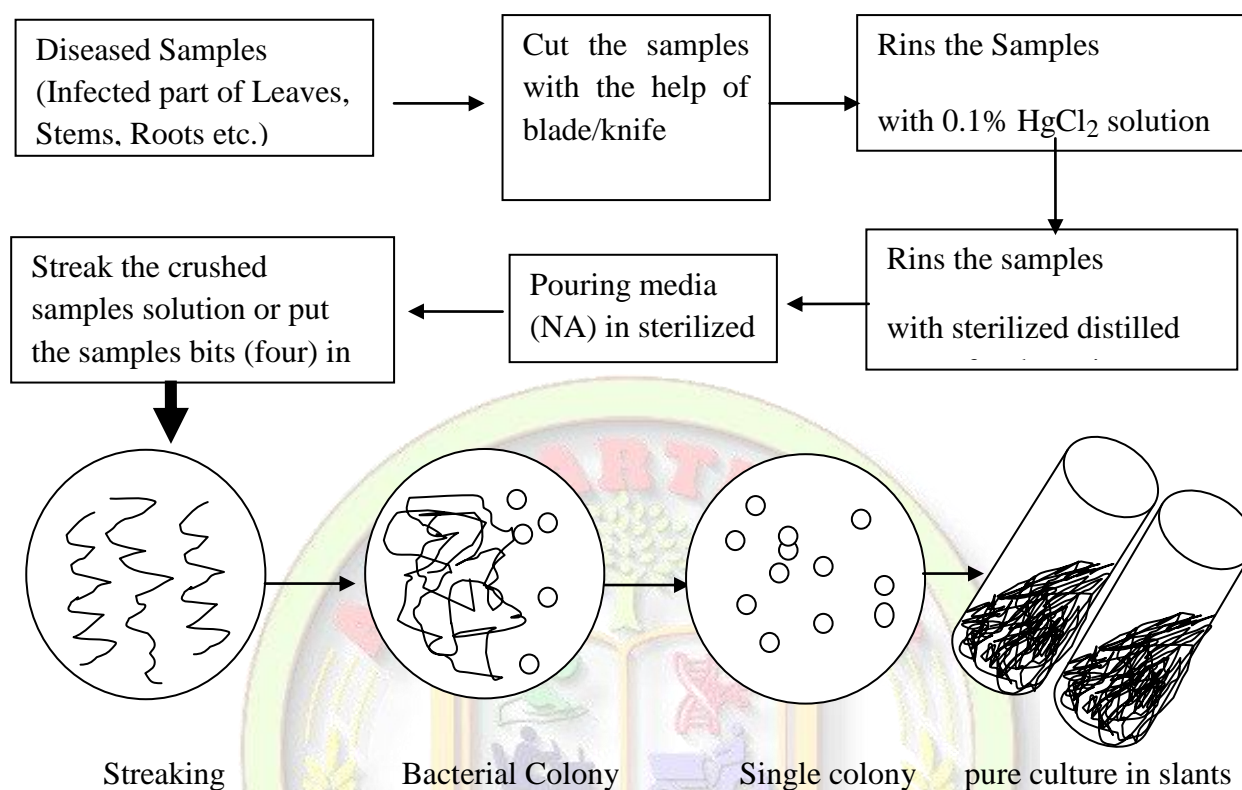 Diseased Samples
(Infected part of Leaves,
Stems, Roots etc.)
Cut the samples
with the help of
blade/knife
Rins the Samples
with 0.1% HgCl₂ solution
Rins the samples
with sterilized distilled
Pouring media
(NA) in sterilized
Streak the crushed
samples solution or put
the samples bits (four) in
Streaking
Bacterial Colony
Single colony
pure culture in slants